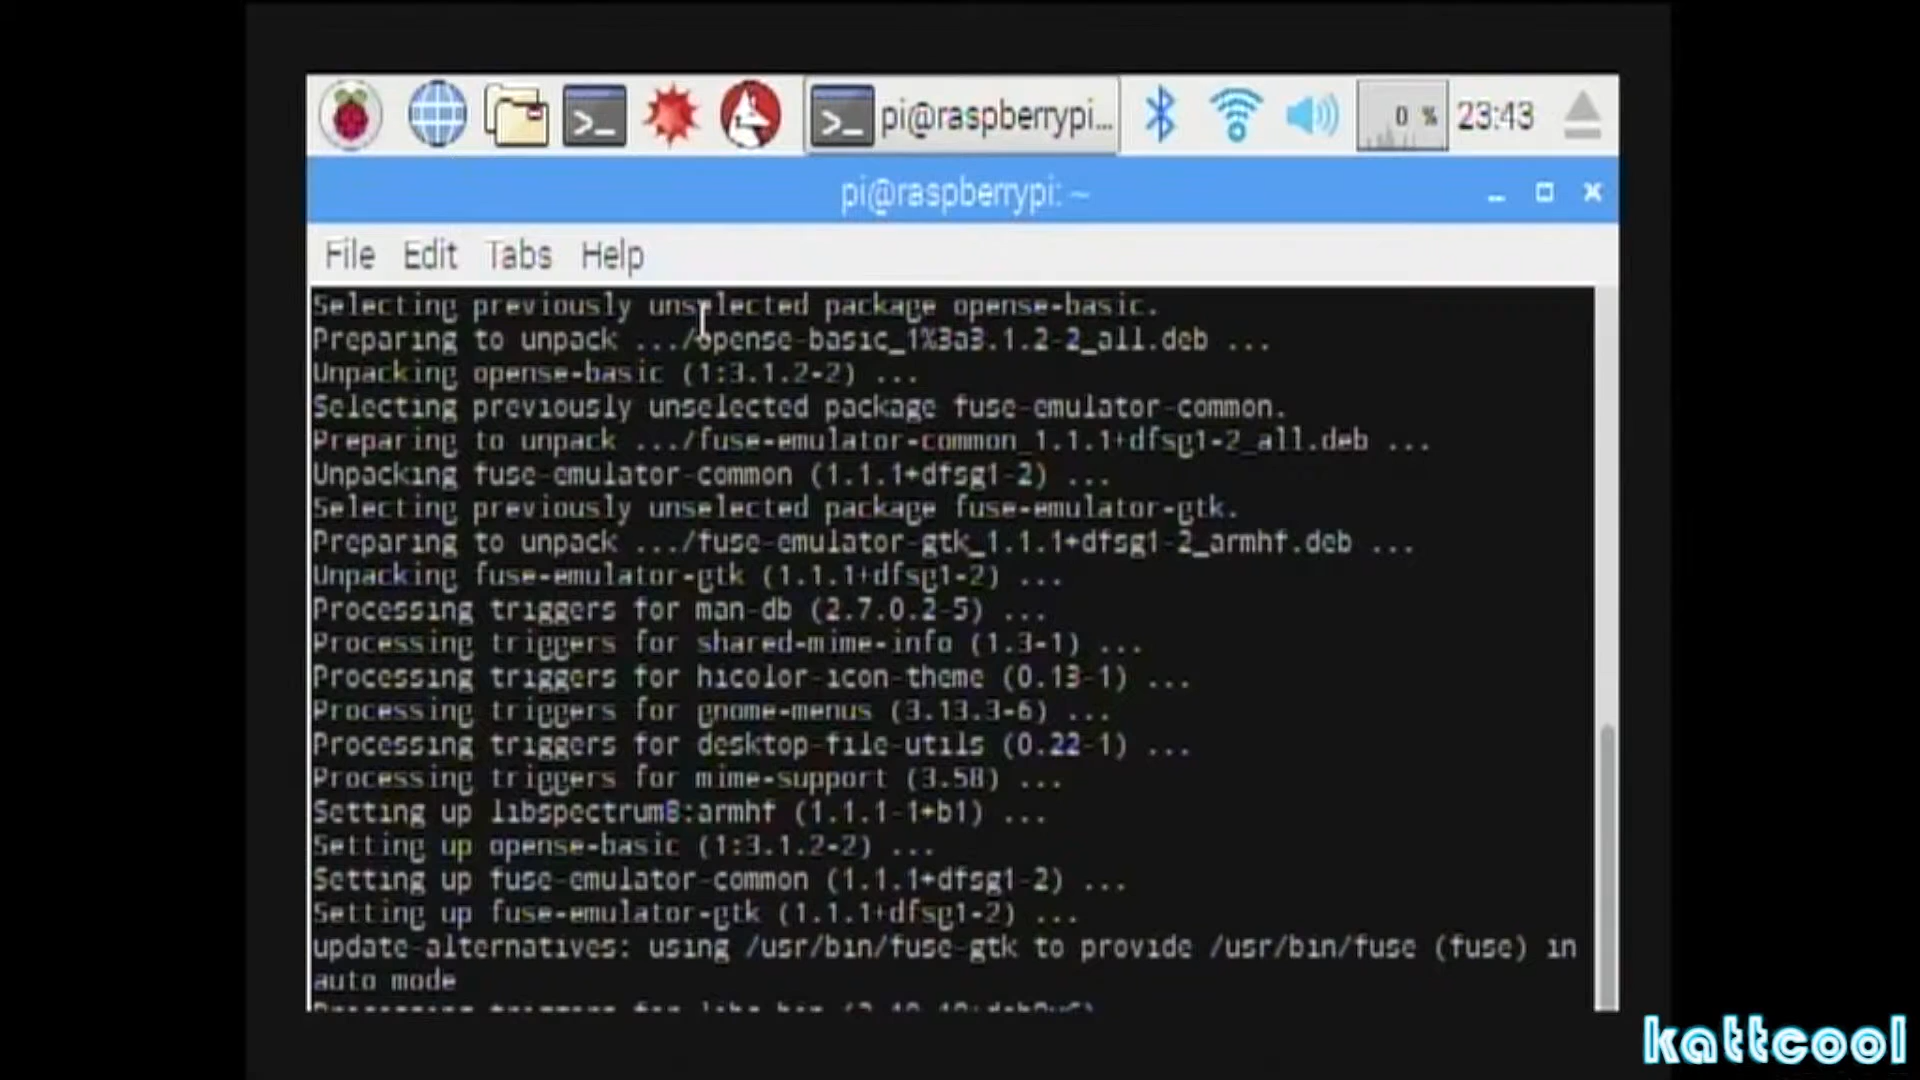 pi@raspberrypi...
0 %
23:43
pi@raspberrypi: ~
File Edit Tabs Help
Selecting previously unselected package opense-basic.
Preparing to unpack .../opense-basic_1%3a3.1.2-2_all.deb ...
Unpacking opense-basic (1:3.1.2-2) ...
Selecting previously unselected package fuse-emulator-common.
Preparing to unpack .../fuse-emulator-common_1.1.1+dfsg1-2_all.deb ...
Unpacking fuse-emulator-common (1.1.1+dfsg1-2) ...
Selecting previously unselected package fuse-emulator-gtk.
Preparing to unpack .../fuse-emulator-gtk_1.1.1+dfsg1-2_armhf.deb ...
Unpacking fuse-emulator-gtk (1.1.1+dfsg1-2) ...
Processing triggers for man-db (2.7.0.2-5) ...
Processing triggers for shared-mime-info (1.3-1) ...
Processing triggers for hicolor-icon-theme (0.13-1) ...
Processing triggers for gnome-menus (3.13.3-6) ...
Processing triggers for desktop-file-utils (0.22-1) ...
Processing triggers for mime-support (3.58) ...
Setting up libspectrum8:armhf (1.1.1-1+b1) ...
Setting up opense-basic (1:3.1.2-2) ...
Setting up fuse-emulator-common (1.1.1+dfsg1-2) ...
Setting up fuse-emulator-gtk (1.1.1+dfsg1-2) ...
update-alternatives: using /usr/bin/fuse-gtk to provide /usr/bin/fuse (fuse) in
auto mode
Processing triggers for
kattcool